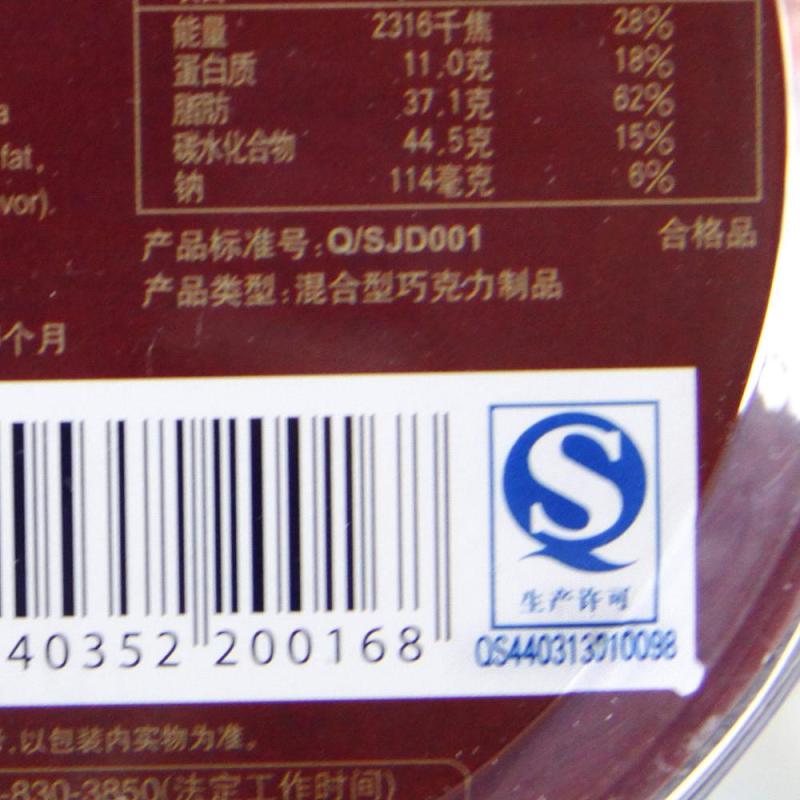 能量 2316千焦 28%
蛋白质 11.0克 18%
脂肪 37.1克 62%
碳水化合物 44.5克 15%
钠 114毫克 6%
fat,
vor).
产品标准号:Q/SJD001 合格品
产品类型:混合型巧克力制品
个月
生产许可
QS440313010098
40352 200168
,以包装内实物为准。
-830-3850(法定工作时间)